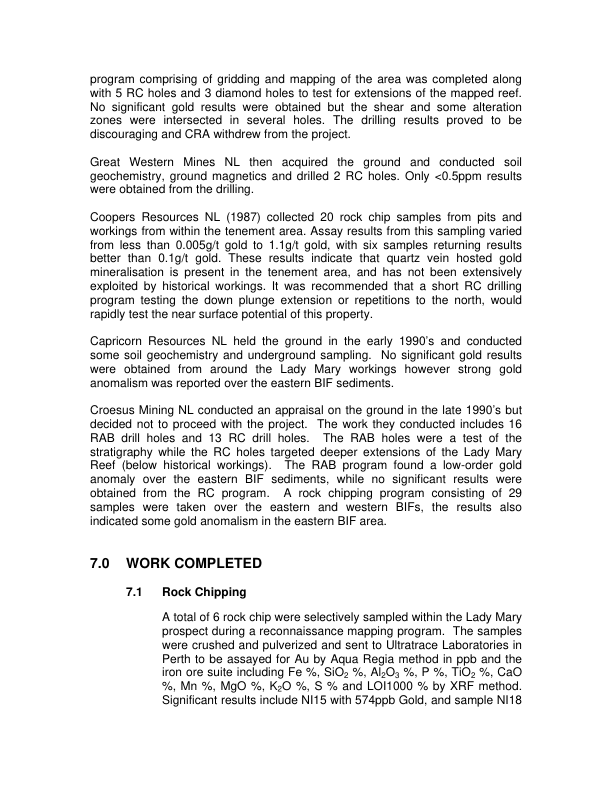 program comprising of gridding and mapping of the area was completed along
with 5 RC holes and 3 diamond holes to test for extensions of the mapped reef.
No significant gold results were obtained but the shear and some alteration
zones were intersected in several holes. The drilling results proved to be
discouraging and CRA withdrew from the project.
Great Western Mines NL then acquired the ground and conducted soil
geochemistry, ground magnetics and drilled 2 RC holes. Only <0.5ppm results
were obtained from the drilling.
Coopers Resources NL (1987) collected 20 rock chip samples from pits and
workings from within the tenement area. Assay results from this sampling varied
from less than 0.005g/t gold to 1.1g/t gold, with six samples returning results
better than 0.1g/t gold. These results indicate that quartz vein hosted gold
mineralisation is present in the tenement area, and has not been extensively
exploited by historical workings. It was recommended that a short RC drilling
program testing the down plunge extension or repetitions to the north, would
rapidly test the near surface potential of this property.
Capricorn Resources NL held the ground in the early 1990's and conducted
some soil geochemistry and underground sampling. No significant gold results
were obtained from around the Lady Mary workings however strong gold
anomalism was reported over the eastern BIF sediments.
Croesus Mining NL conducted an appraisal on the ground in the late 1990's but
decided not to proceed with the project. The work they conducted includes 16
RAB drill holes and 13 RC drill holes. The RAB holes were a test of the
stratigraphy while the RC holes targeted deeper extensions of the Lady Mary
Reef (below historical workings). The RAB program found a low-order gold
anomaly over the eastern BIF sediments, while no significant results were
obtained from the RC program. A rock chipping program consisting of 29
samples were taken over the eastern and western BIFs, the results also
indicated some gold anomalism in the eastern BIF area.
7.0 WORK COMPLETED
7.1 Rock Chipping
A total of 6 rock chip were selectively sampled within the Lady Mary
prospect during a reconnaissance mapping program. The samples
were crushed and pulverized and sent to Ultratrace Laboratories in
Perth to be assayed for Au by Aqua Regia method in ppb and the
iron ore suite including Fe %, SiO₂ %, Al₂O₃ %, P %, TiO₂ %, CaO
%, Mn %, MgO %, K₂O %, S % and LOI1000 % by XRF method.
Significant results include NI15 with 574ppb Gold, and sample NI18